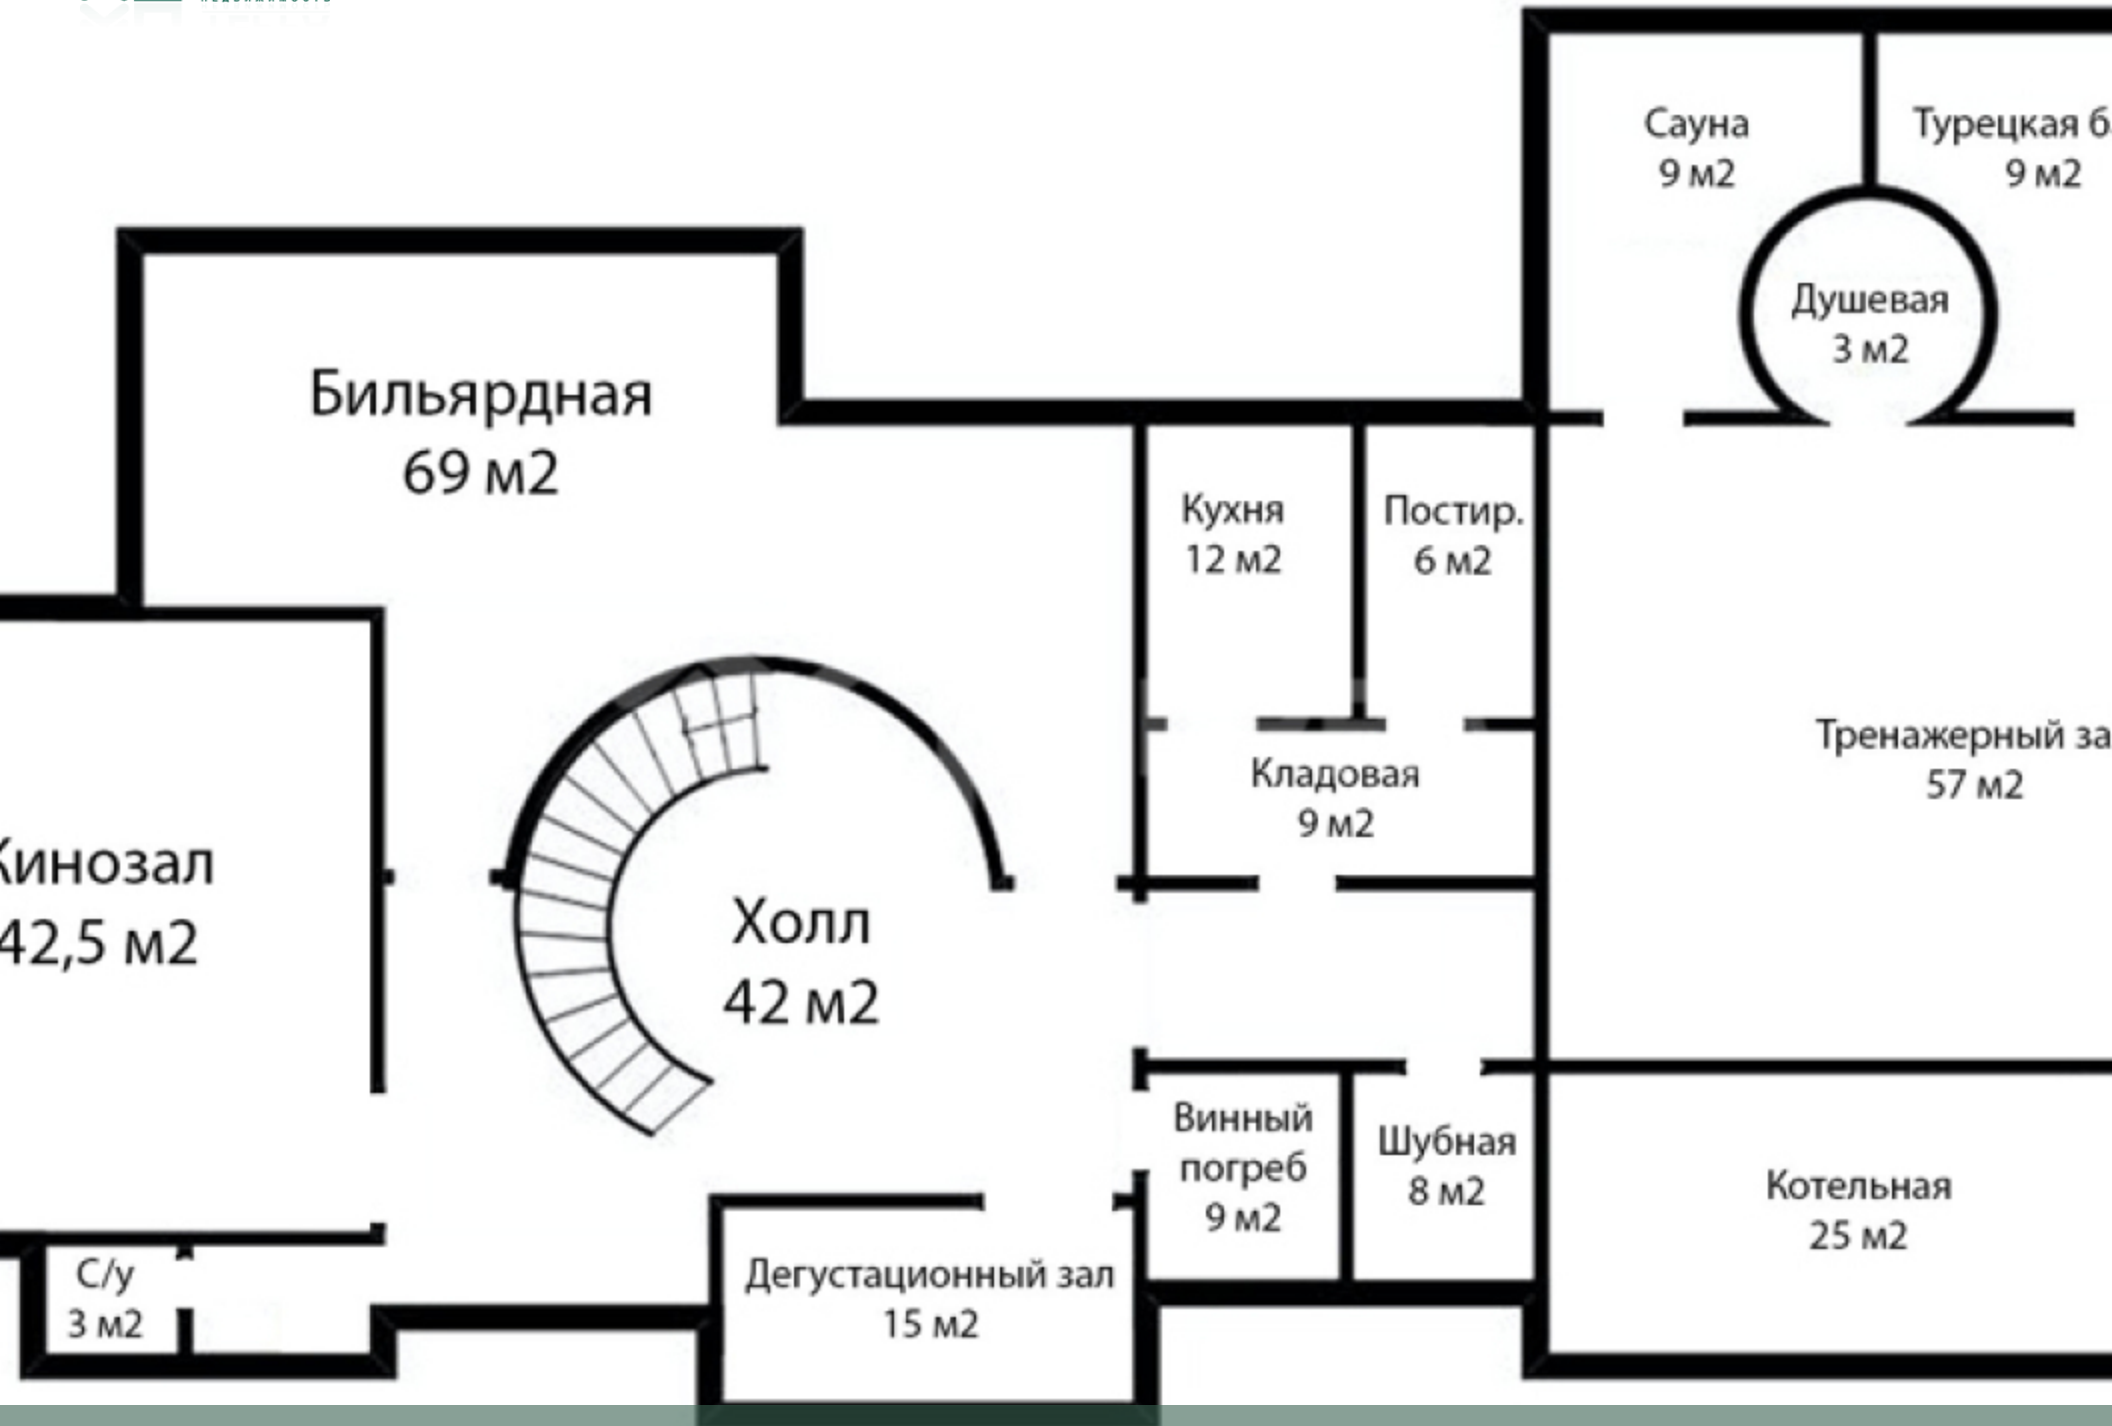 Сауна
9 м2
Турецкая
9 м2
Душевая
3 м2
Бильярдная
69 м2
Кухня
12 м2
Постир.
6 м2
Кладовая
9 м2
Тренажерный
57 м2
Кинозал
42,5 м2
Холл
42 м2
Винный
погреб
9 м2
Шубная
8 м2
Котельная
25 м2
С/у
3 м2
Дегустационный зал
15 м2